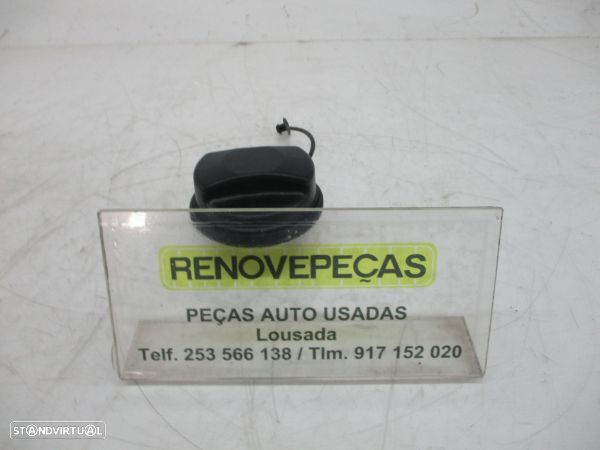 RENOVEPEÇAS
PEÇAS AUTO USADAS
Lousada
Telf. 253 566 138 / Tlm. 917 152 020
STANDVIRTUAL